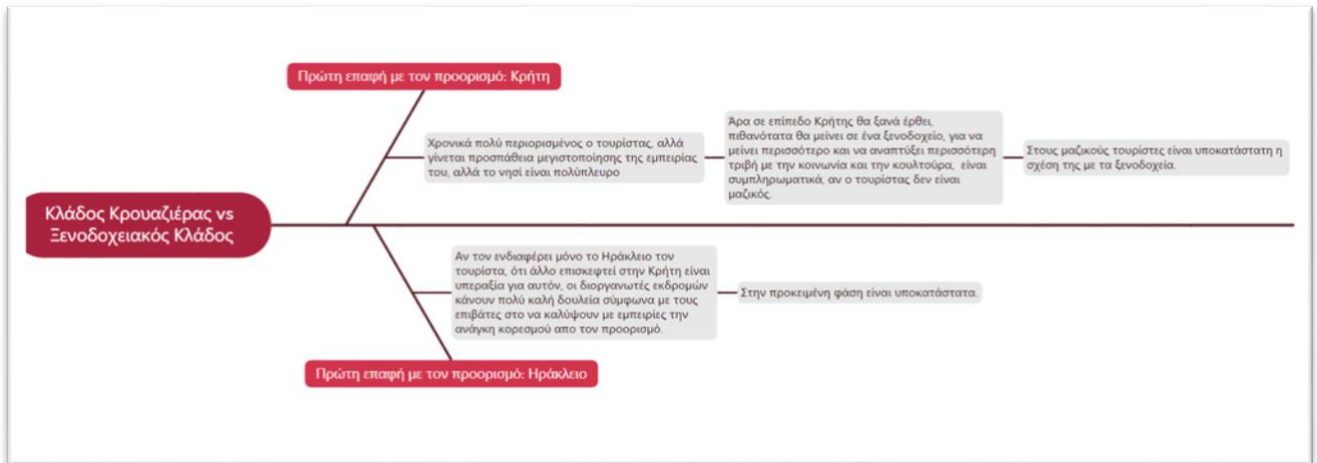 Πρώτη επαφή με τον προορισμό: Κρήτη
Χρονικά πολύ περιορισμένος ο τουρίστας, αλλά
γίνεται προσπάθεια μεγιστοποίησης της εμπειρίας
του, αλλά το νησί είναι πολύπλευρο
Άρα σε επίπεδο Κρήτης θα ξανά έρθει,
πιθανότατα θα μείνει σε ένα ξενοδοχείο, για να
μείνει περισσότερο και να αναπτύξει περισσότερη
τριβή με την κοινωνία και την κουλτούρα, είναι
συμπληρωματικά, αν ο τουρίστας δεν είναι
μαζικός.
Στους μαζικούς τουρίστες είναι υποκατάστατη η
σχέση της με τα ξενοδοχεία.
Κλάδος Κρουαζιέρας vs
Ξενοδοχειακός Κλάδος
Αν τον ενδιαφέρει μόνο το Ηράκλειο τον
τουρίστα, ότι άλλο επισκεφτεί στην Κρήτη είναι
υπεραξία για αυτόν, οι διοργανωτές εκδρομών
κάνουν πολύ καλή δουλεία σύμφωνα με τους
επιβάτες στο να καλύψουν με εμπειρίες την
ανάγκη κορεσμού απο τον προορισμό.
Στην προκειμένη φάση είναι υποκατάστατα.
Πρώτη επαφή με τον προορισμό: Ηράκλειο